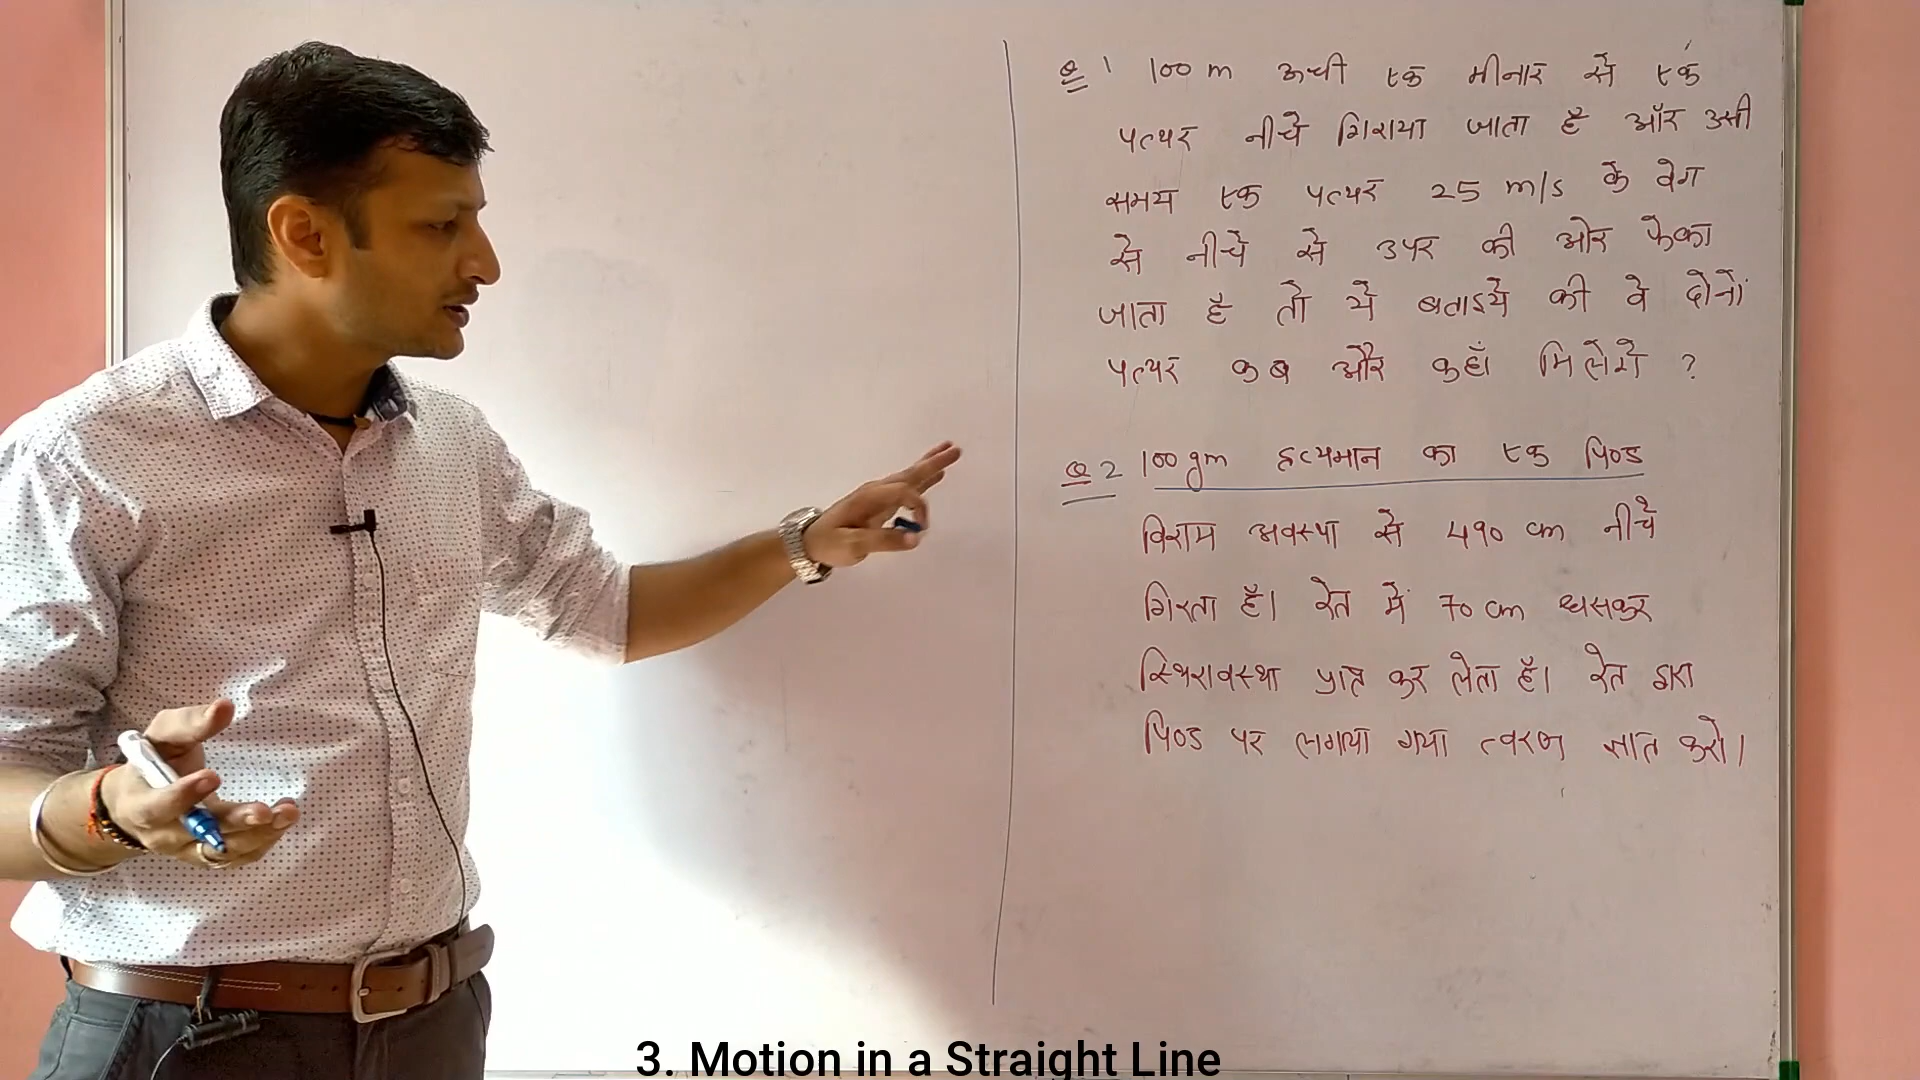 Q 1 100 m ऊची एक मीनार से एक
पत्थर नीचे गिराया जाता है और उसी
समय एक पत्थर 25 m/s के वेग
से नीचे से उपर की ओर फेका
जाता है तो ये बताइये की वे दोनों
पत्थर कब और कहाँ मिलेगे ?
Q 2 100 gm द्रव्यमान का एक पिण्ड
विराम अवस्था से 490 cm नीचे
गिरता है। रेत में 70 cm धसकर
स्थिरावस्था प्राप्त कर लेता है। रेत द्वारा
पिण्ड पर लगाया गया त्वरण ज्ञात करो।
3. Motion in a Straight Line